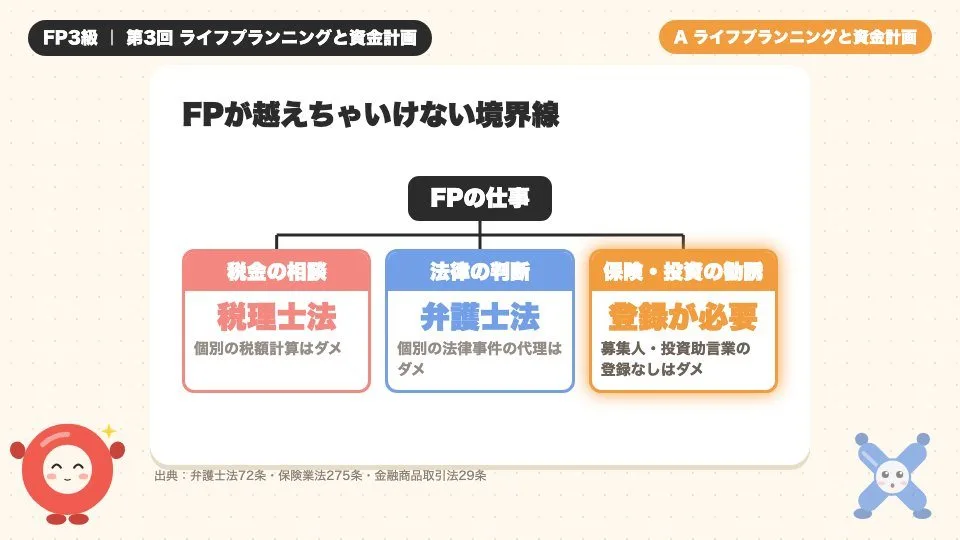 FP3級 | 第3回 ライフプランニングと資金計画
A ライフプランニングと資金計画
FPが越えちゃいけない境界線
FPの仕事
税金の相談
税理士法
個別の税額計算はダメ
法律の判断
弁護士法
個別の法律事件の代理は
ダメ
保険・投資の勧誘
登録が必要
募集人・投資助言業の
登録なしはダメ
出典：弁護士法72条・保険業法275条・金融商品取引法29条